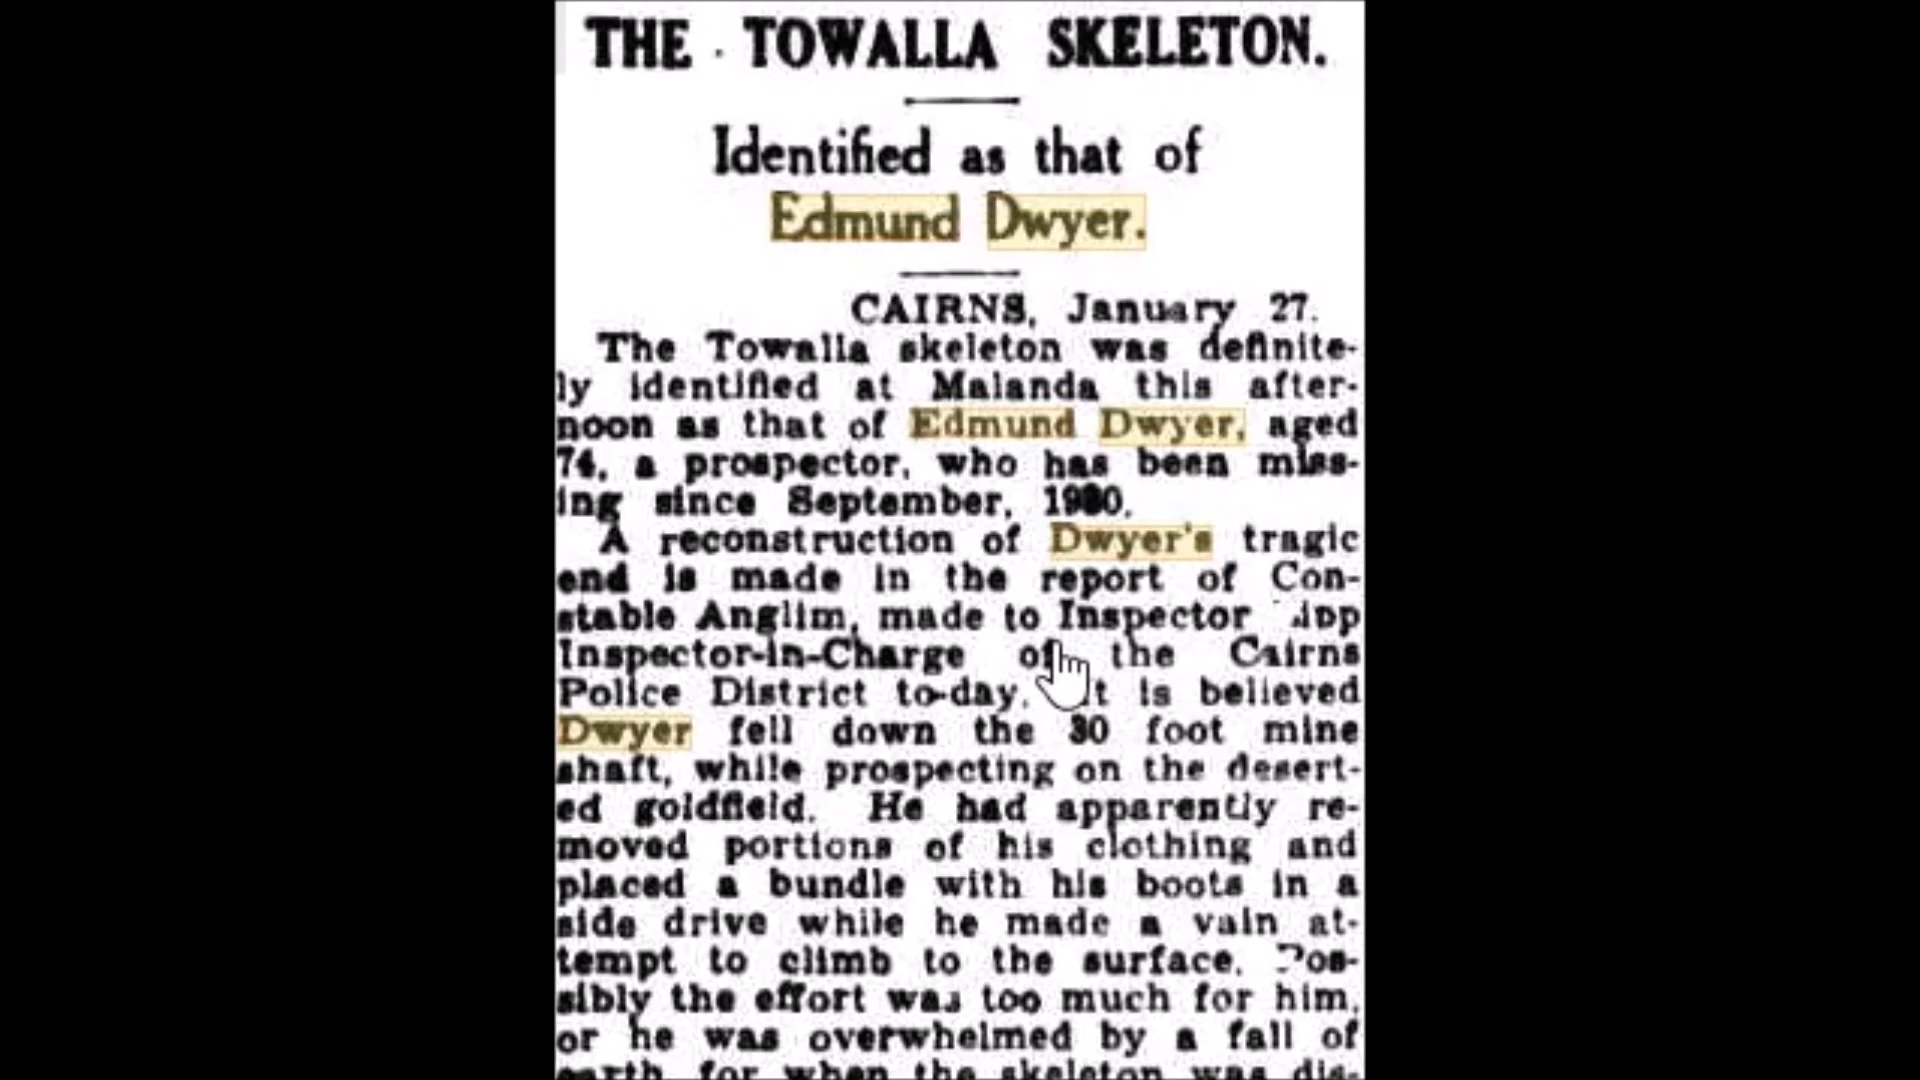 THE TOWALLA SKELETON.
Identified as that of
Edmund Dwyer.
CAIRNS, January 27.
The Towalla skeleton was definite-
ly identified at Malanda this after-
noon as that of Edmund Dwyer, aged
74, a prospector, who has been miss-
ing since September,
A reconstruction of Dwyer's tragic
end is made in the report of Con-
stable Anglim, made to Inspector
Inspector-in-Charge of the Cairns
Police District to-day. is believed
Dwyer fell down the 30 foot mine
shaft, while prospecting on the desert-
ed goldfield. He had apparently re-
moved portions of his clothing and
placed a bundle with his boots in a
side drive while he made a vain at-
tempt to climb to the surface. Pos-
sibly the effort was too much for him,
or he was overwhelmed by a fall of
earth for when the skeleton was dis-